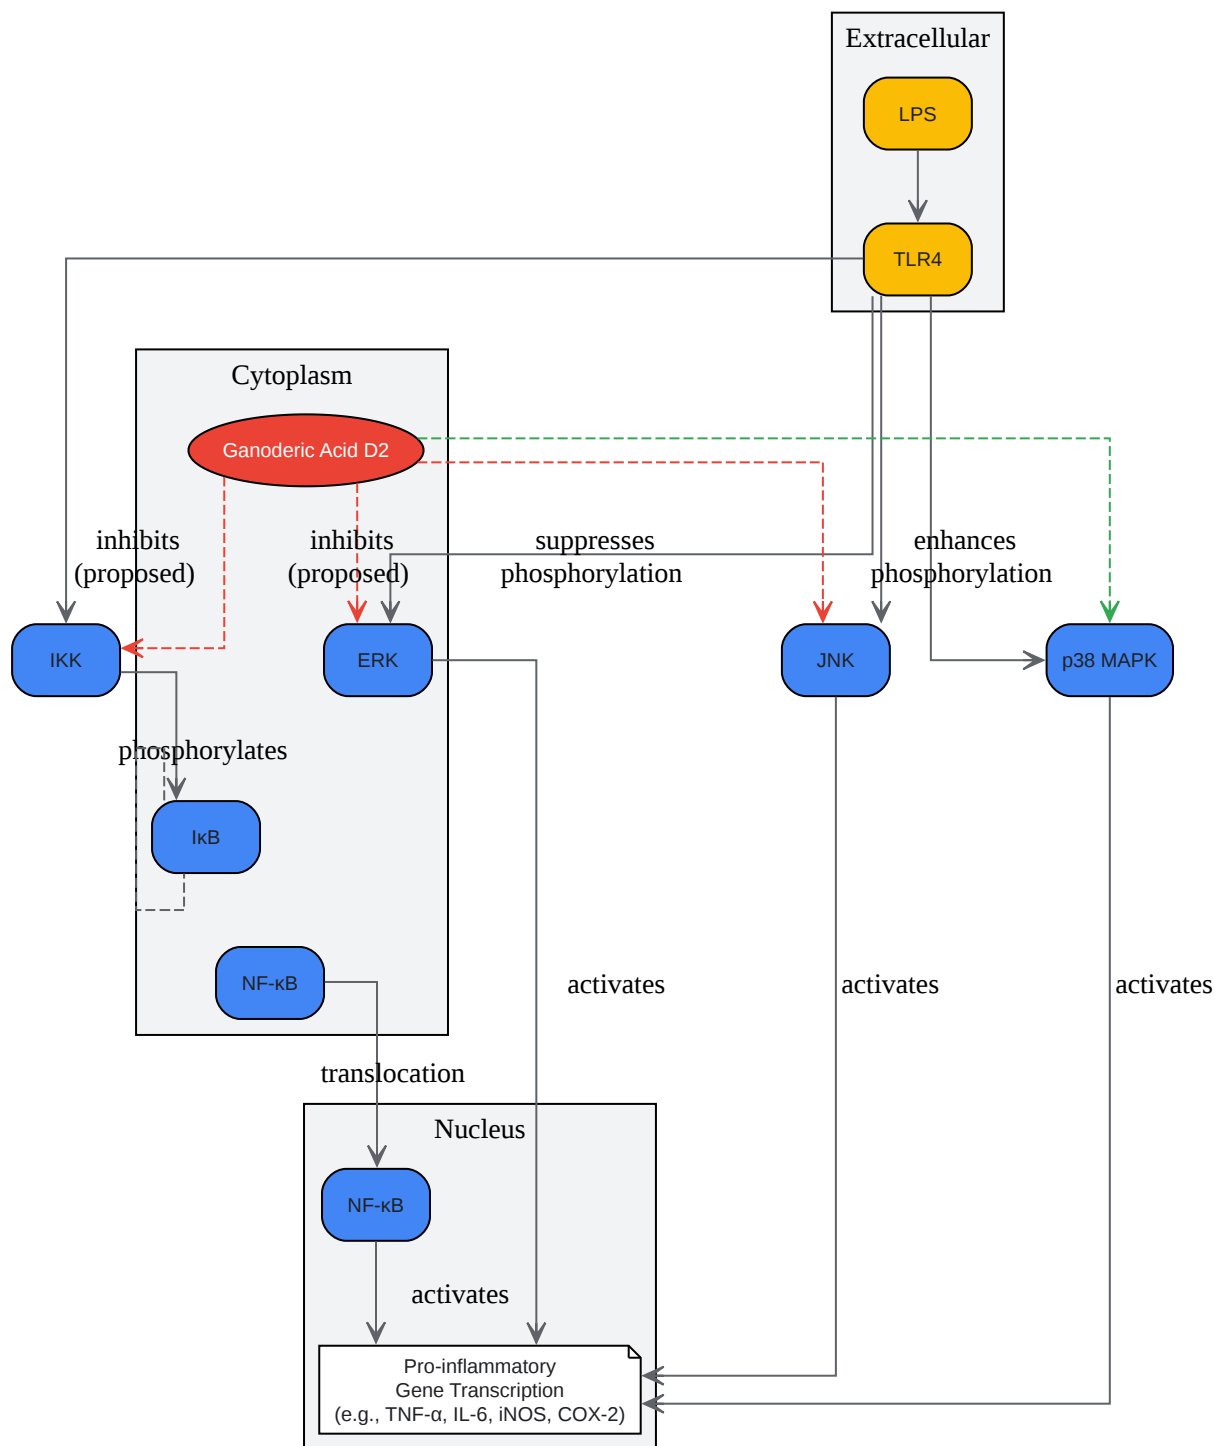 Extracellular
LPS
TLR4
Cytoplasm
Ganoderic Acid D2
inhibits
(proposed)
inhibits
(proposed)
suppresses
phosphorylation
enhances
phosphorylation
IKK
ERK
JNK
p38 MAPK
phosphorylates
IκB
NF-κB
activates
activates
activates
translocation
Nucleus
NF-κB
activates
Pro-inflammatory
Gene Transcription
(e.g., TNF-α, IL-6, iNOS, COX-2)